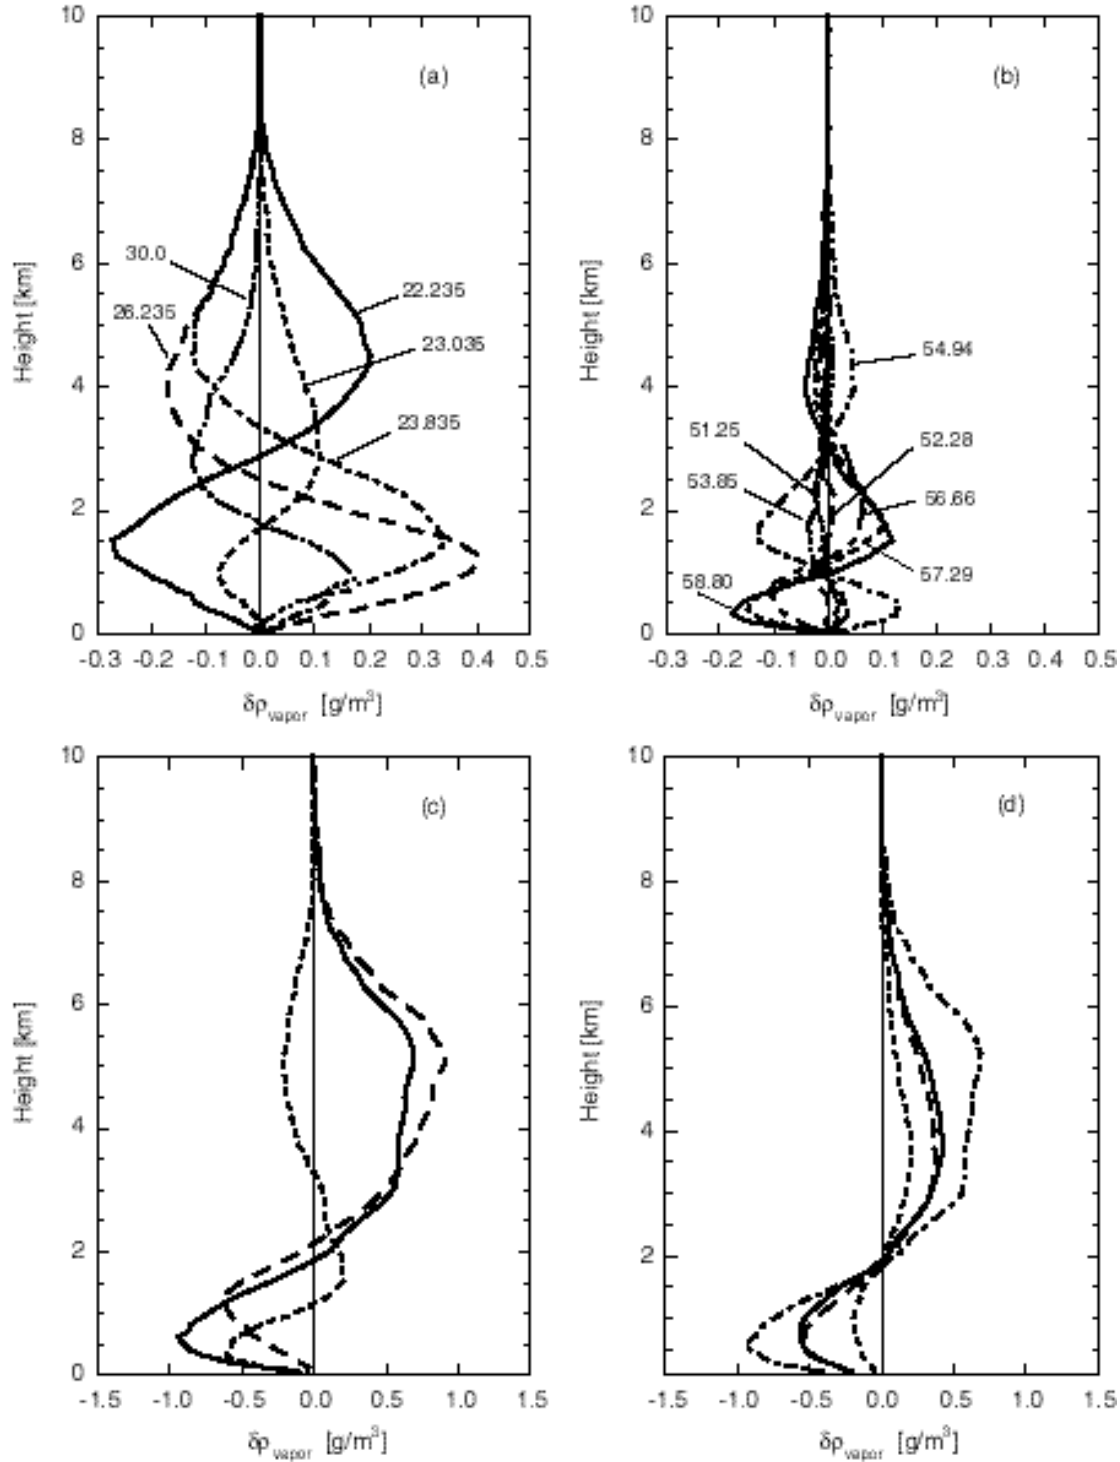 (a)
10
8
6
4
2
0
Height [km]
30.0
26.235
22.235
23.035
23.835
-0.3 -0.2 -0.1 0.0 0.1 0.2 0.3 0.4 0.5
δρvapor [g/m³]
(b)
10
8
6
4
2
0
Height [km]
54.94
51.25
52.28
53.85
56.66
57.29
58.80
-0.3 -0.2 -0.1 0.0 0.1 0.2 0.3 0.4 0.5
δρvapor [g/m³]
(c)
10
8
6
4
2
0
Height [km]
-1.5 -1.0 -0.5 0.0 0.5 1.0 1.5
δρvapor [g/m³]
(d)
10
8
6
4
2
Height [km]
-1.5 -1.0 -0.5 0.0 0.5 1.0 1.5
δρvapor [g/m³]